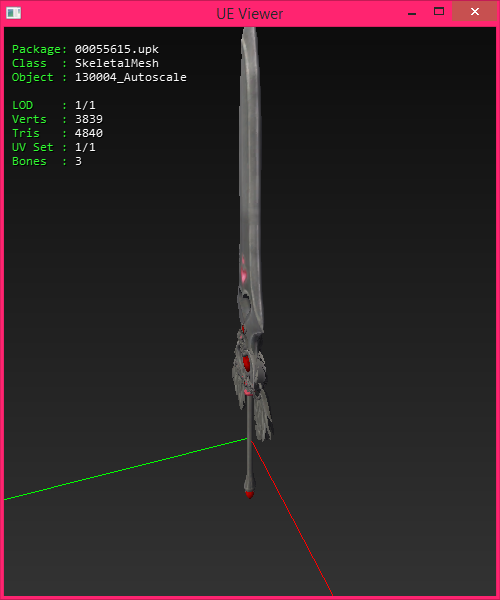 UE Viewer
Package: 00055615.upk
Class : SkeletalMesh
Object : 130004_Autoscale
LOD : 1/1
Verts : 3839
Tris : 4840
UV Set : 1/1
Bones : 3